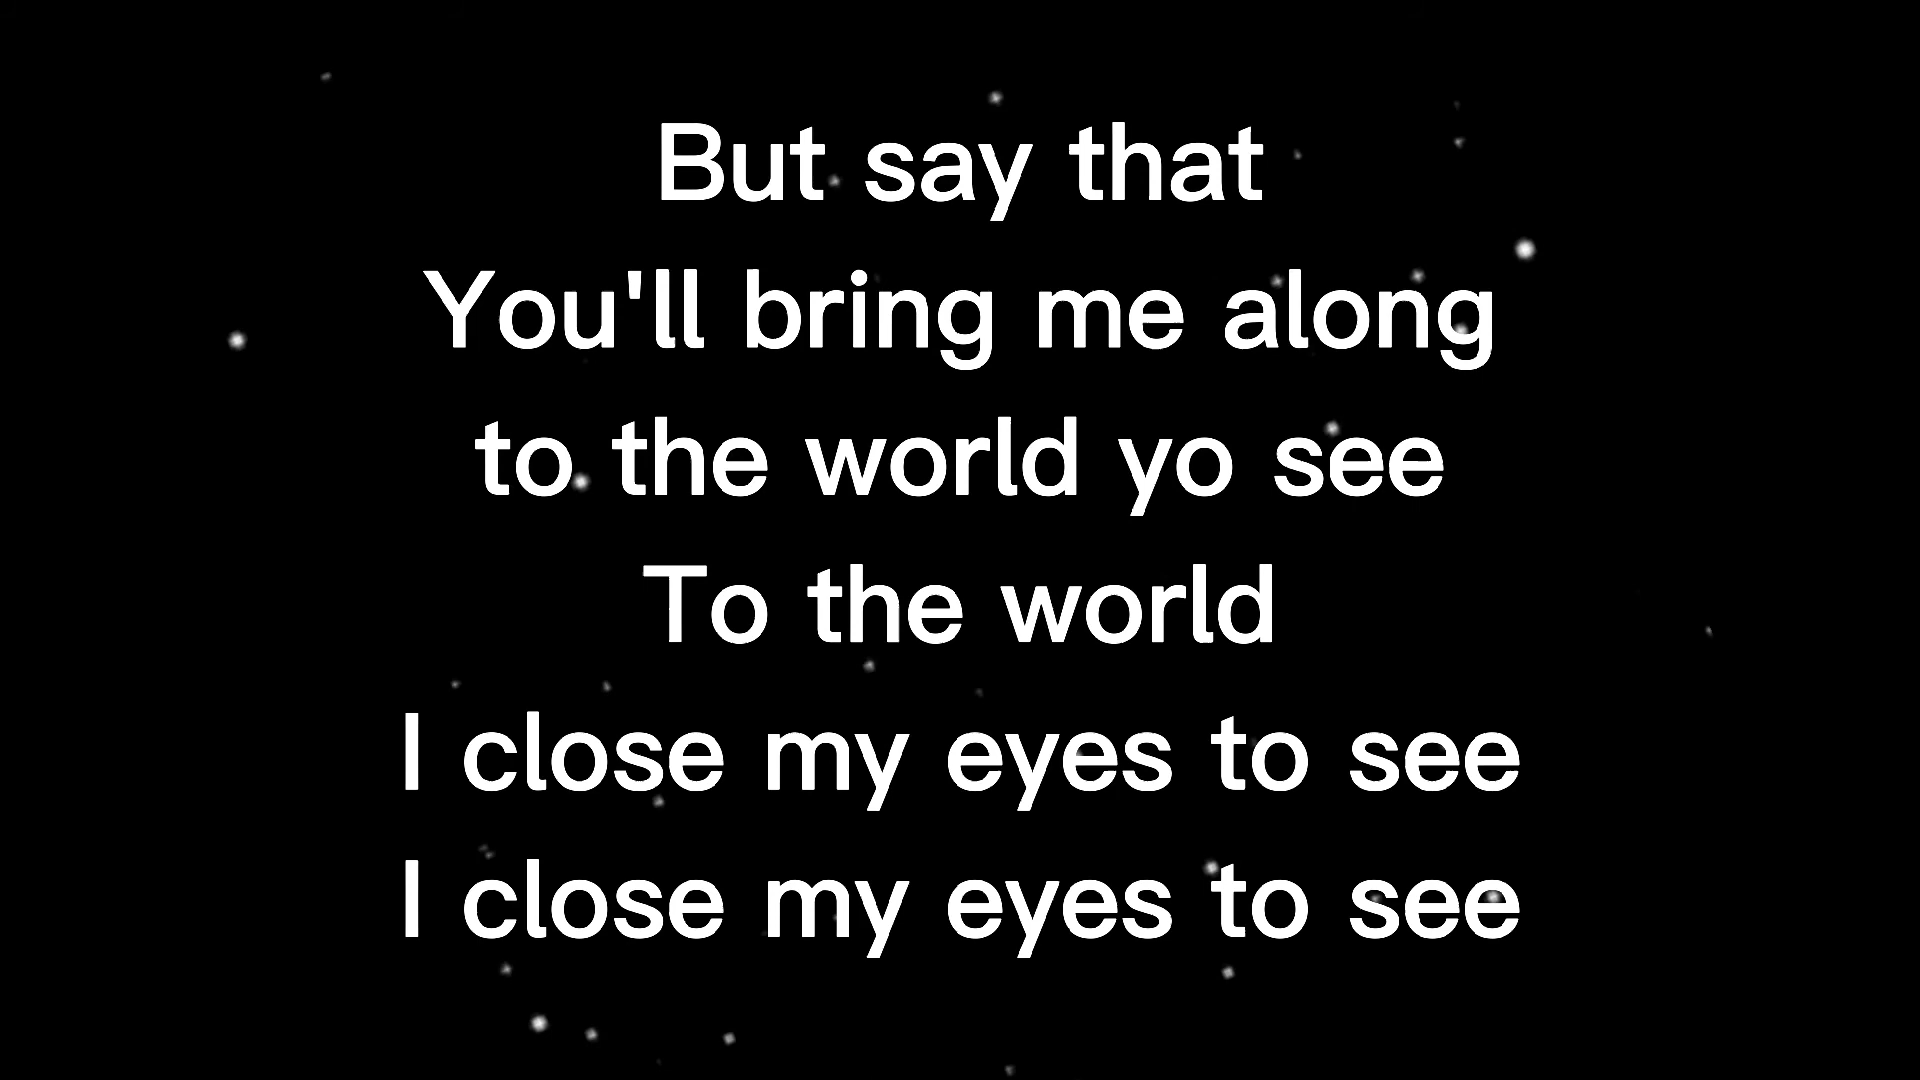 But say that
You'll bring me along
to the world yo see
To the world
I close my eyes to see
I close my eyes to see